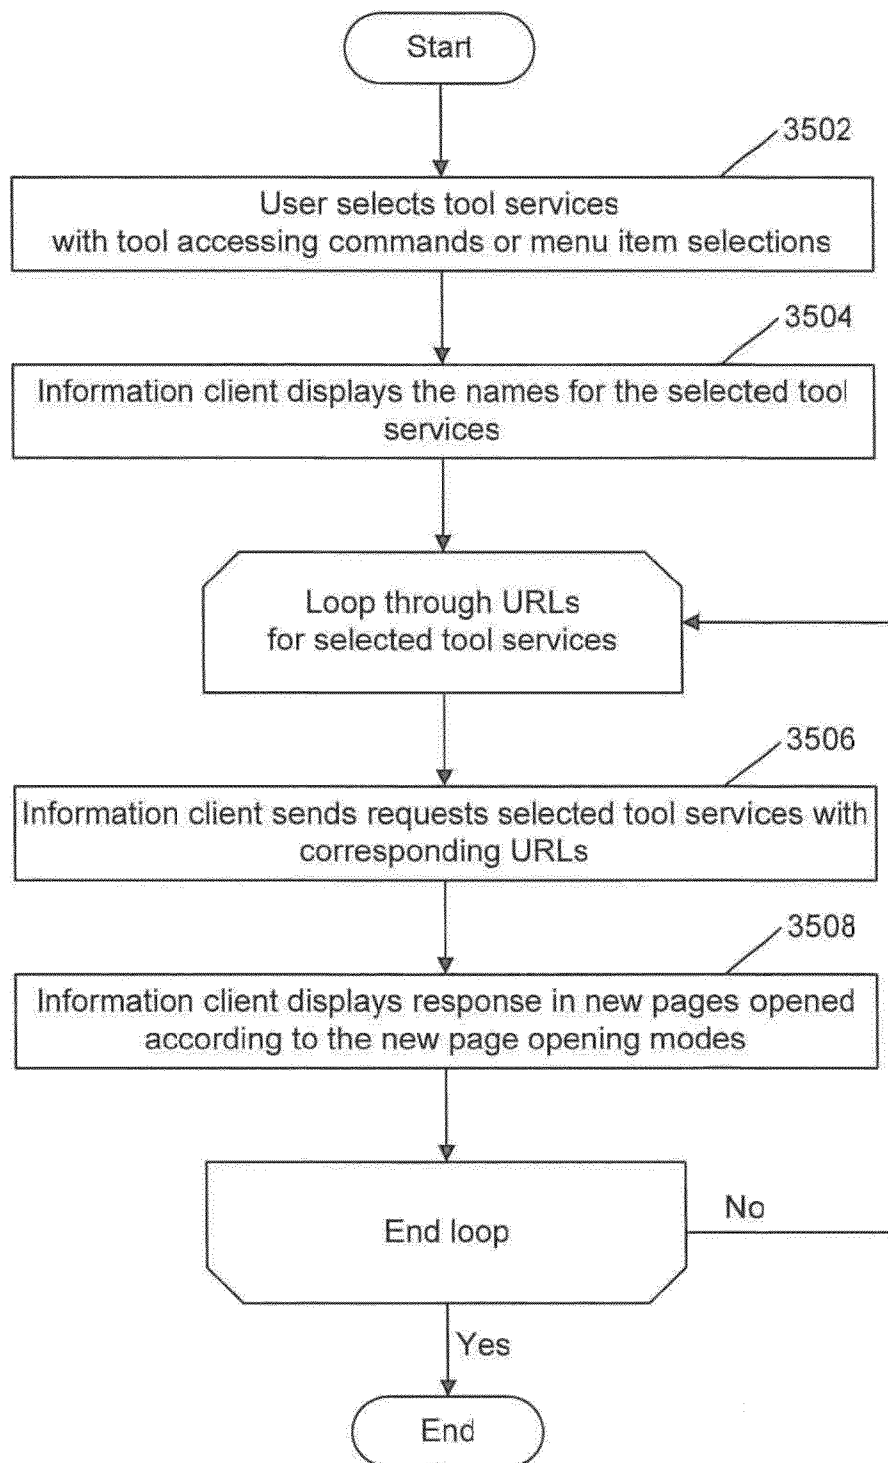 Start
3502
User selects tool services
with tool accessing commands or menu item selections
3504
Information client displays the names for the selected tool
services
Loop through URLs
for selected tool services
3506
Information client sends requests selected tool services with
corresponding URLs
3508
Information client displays response in new pages opened
according to the new page opening modes
End loop
No
Yes
End